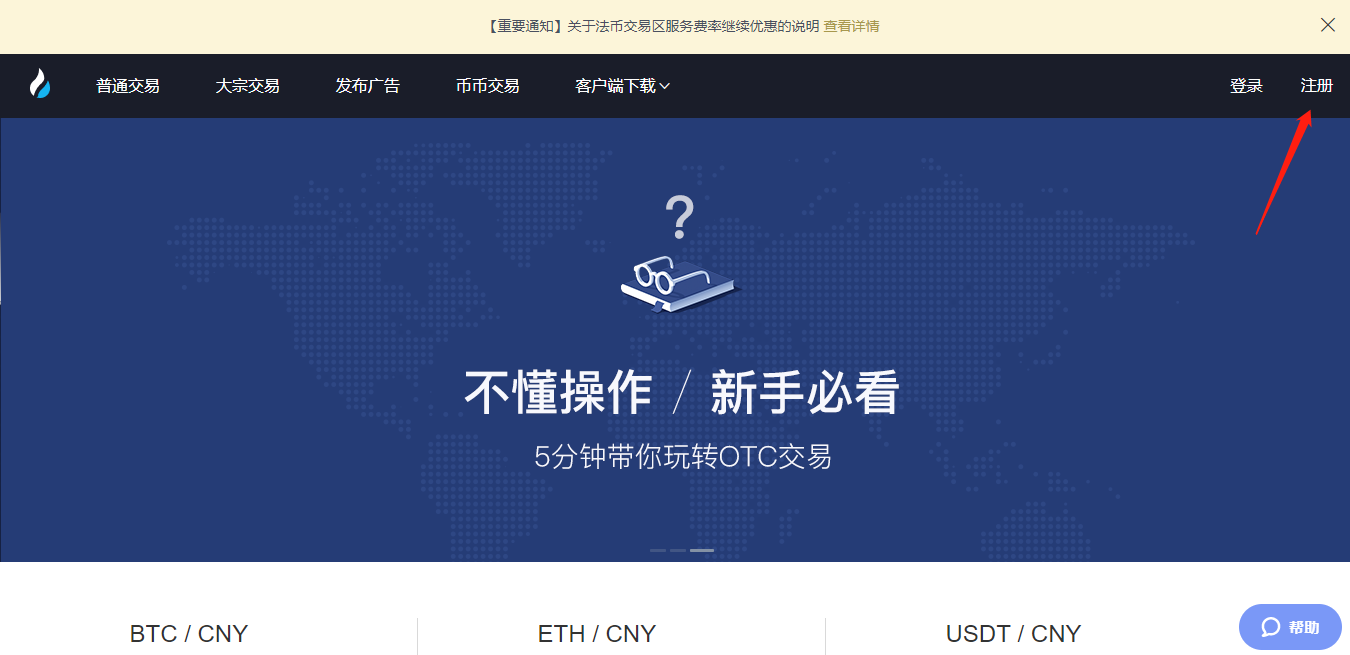 【重要通知】关于法币交易区服务费率继续优惠的说明 查看详情
普通交易 大宗交易 发布广告 币币交易 客户端下载 登录 注册
?
不懂操作 / 新手必看
5分钟带你玩转OTC交易
BTC / CNY ETH / CNY USDT / CNY
帮助